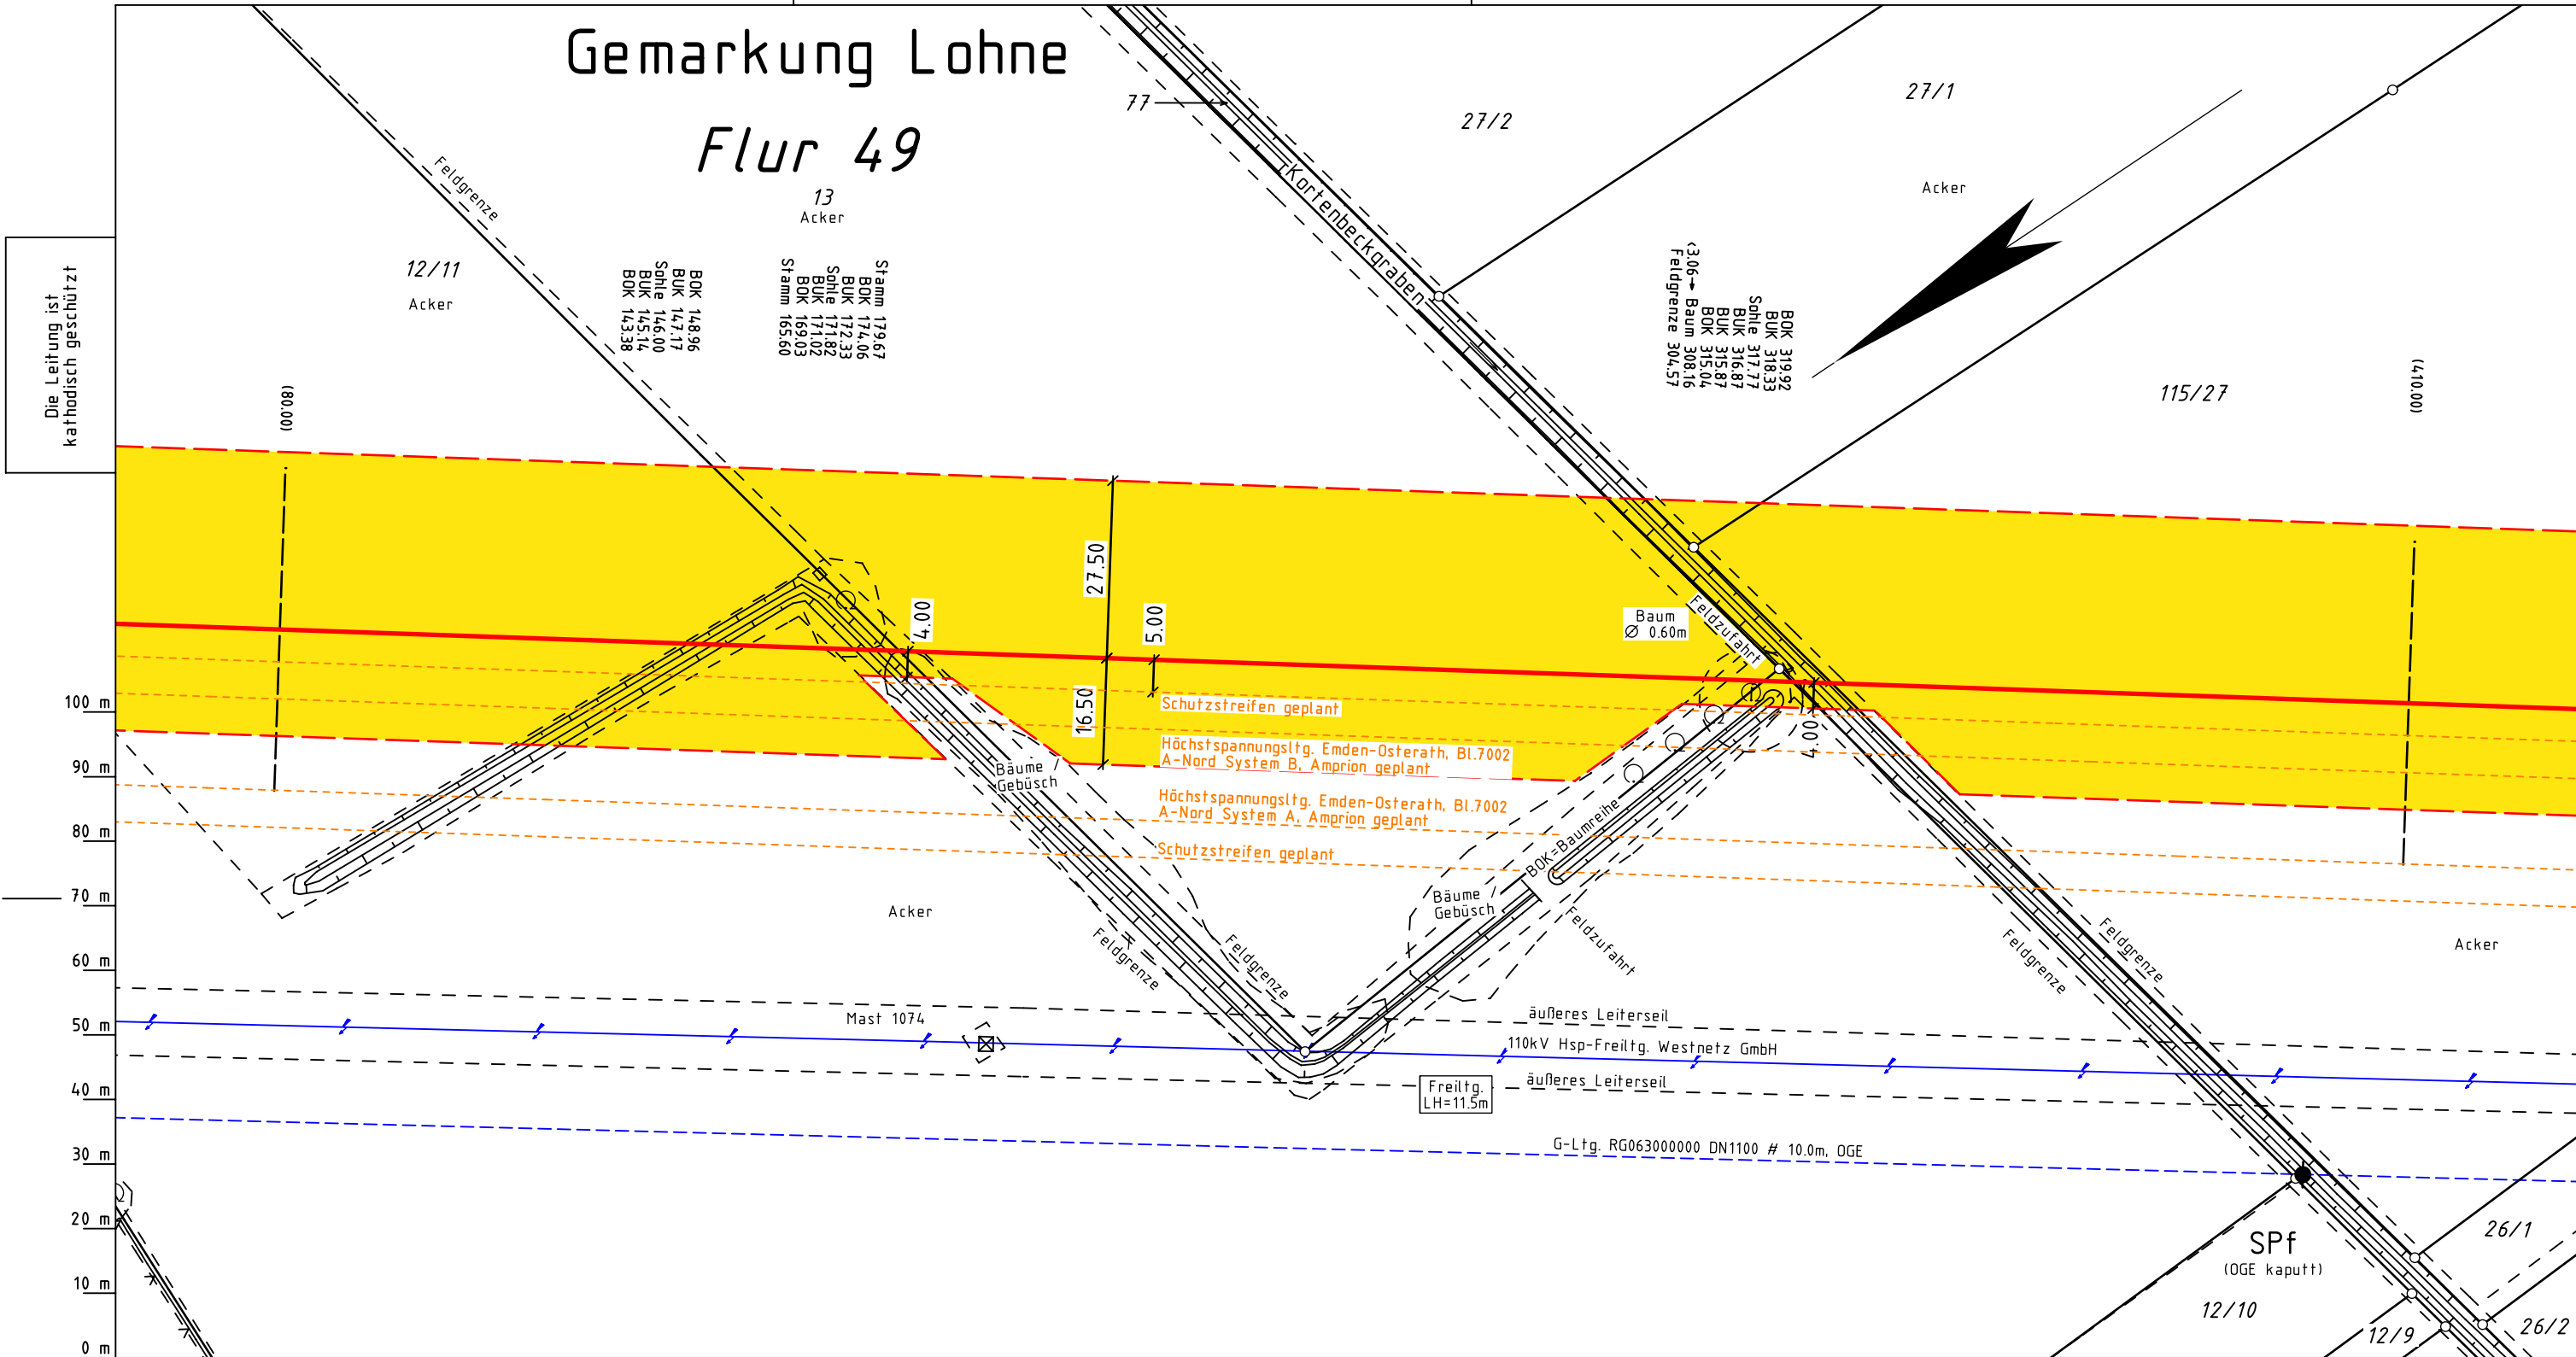 Gemarkung Lohne
Flur 49
13
Acker
77
27/2
27/1
Acker
Feldgrenze
12/11
Acker
Kortenbeckgraben
115/27
Die Leitung ist
kathodisch geschützt
(80.00)
(410.00)
BOK 148.96
BUK 147.17
Sohle 146.00
BUK 145.14
BOK 143.38
Stamm 179.67
BOK 174.06
BUK 172.33
Sohle 171.82
BUK 171.02
BOK 169.03
Stamm 165.60
BOK 319.92
BUK 318.33
Sohle 317.77
BUK 316.87
BUK 315.87
BOK 315.04
<3.06→ Baum 308.16
Feldgrenze 304.57
27.50
4.00
5.00
16.50
Baum
Ø 0.60m
Feldzufahrt
4.00
Schutzstreifen geplant
Höchstspannungsltg. Emden-Osterath, Bl.7002
A-Nord System B, Amprion geplant
Höchstspannungsltg. Emden-Osterath, Bl.7002
A-Nord System A, Amprion geplant
Schutzstreifen geplant
Bäume /
Gebüsch
BOK=Baumreihe
Bäume /
Gebüsch
Feldzufahrt
Acker
Feldgrenze
Feldgrenze
Feldgrenze
Feldgrenze
Acker
Mast 1074
äußeres Leiterseil
110kV Hsp-Freiltg. Westnetz GmbH
äußeres Leiterseil
Freiltg.
LH=11.5m
G-Ltg. RG063000000 DN1100 # 10.0m, OGE
SPf
(OGE kaputt)
12/10
12/9
26/1
26/2
100 m
90 m
80 m
70 m
60 m
50 m
40 m
30 m
20 m
10 m
0 m